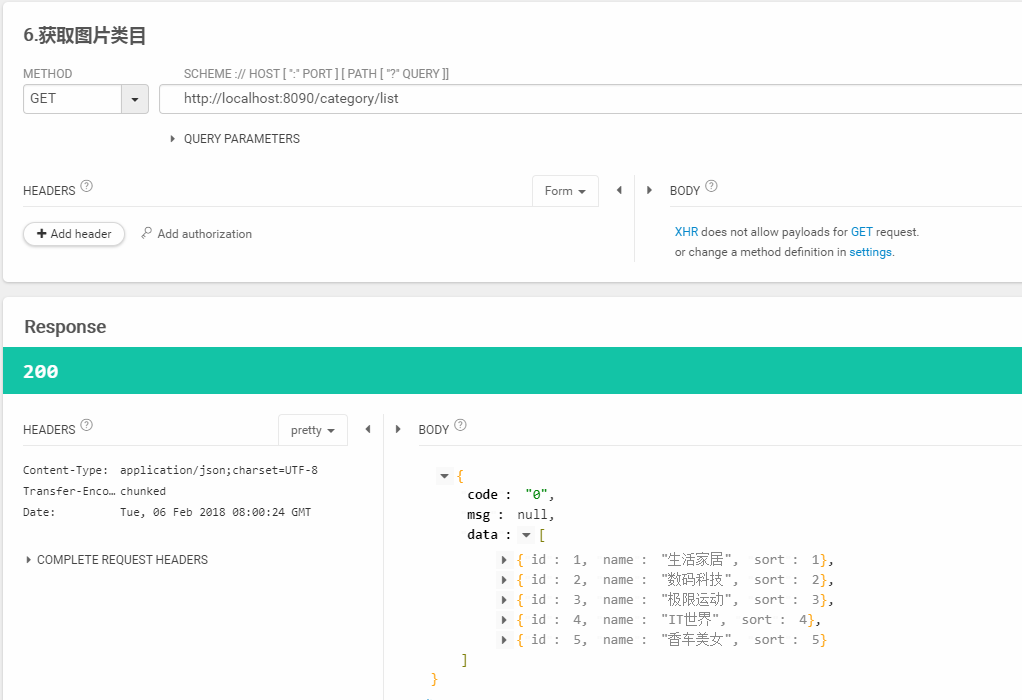 6.获取图片类目
METHOD
SCHEME :// HOST [ ":" PORT ] [ PATH [ "?" QUERY ]]
GET
http://localhost:8090/category/list
QUERY PARAMETERS
HEADERS ?
Form
BODY ?
Add header
Add authorization
XHR does not allow payloads for GET request.
or change a method definition in settings.
Response
200
HEADERS ?
pretty
BODY ?
Content-Type: application/json;charset=UTF-8
Transfer-Enco… chunked
Date: Tue, 06 Feb 2018 08:00:24 GMT
COMPLETE REQUEST HEADERS
{
code : "0",
msg : null,
data : [
{ id : 1, name : "生活家居", sort : 1},
{ id : 2, name : "数码科技", sort : 2},
{ id : 3, name : "极限运动", sort : 3},
{ id : 4, name : "IT世界", sort : 4},
{ id : 5, name : "香车美女", sort : 5}
]
}